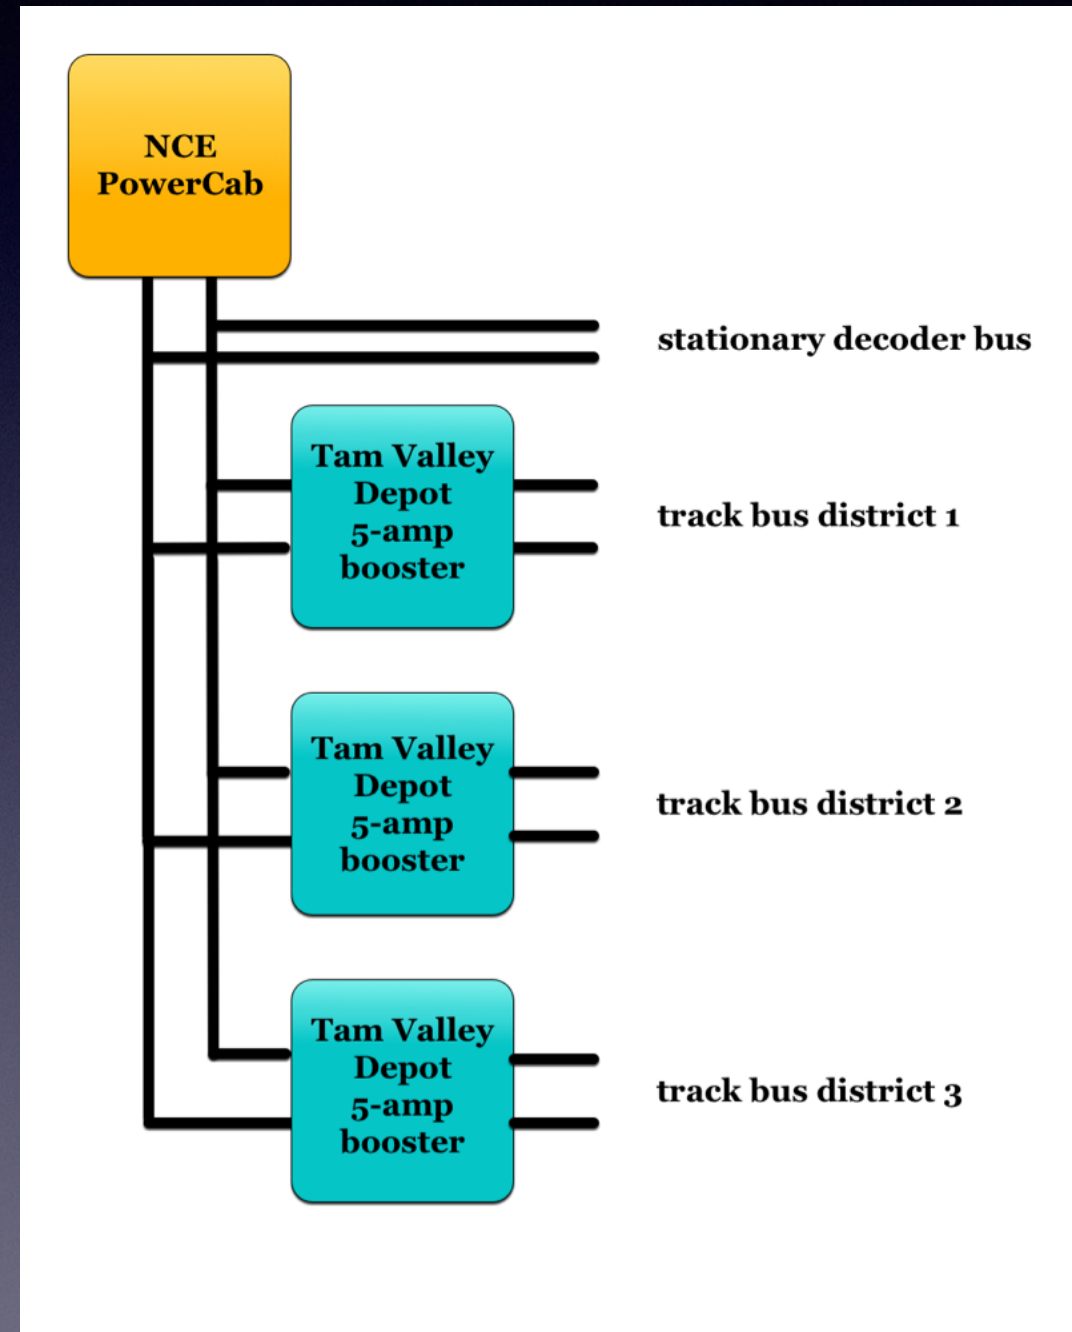 NCE
PowerCab
stationary decoder bus
Tam Valley
Depot
5-amp
booster
track bus district 1
Tam Valley
Depot
5-amp
booster
track bus district 2
Tam Valley
Depot
5-amp
booster
track bus district 3